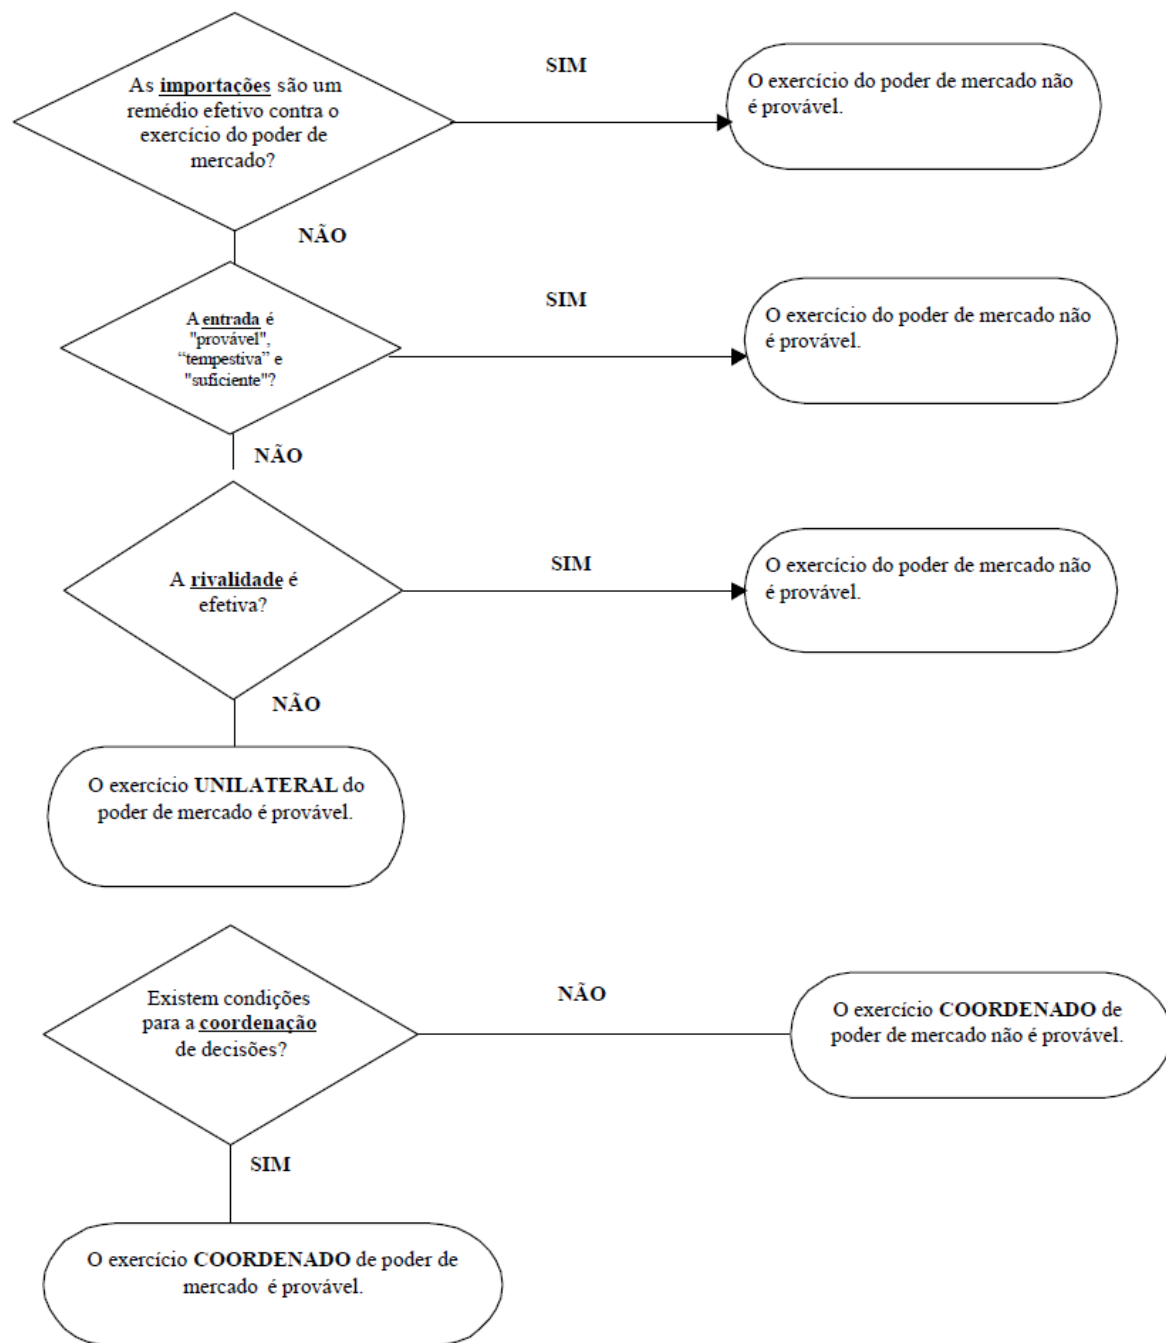 As importações são um
remédio efetivo contra o
exercício do poder de
mercado?
SIM
O exercício do poder de mercado não
é provável.
NÃO
A entrada é
"provável",
“tempestiva” e
"suficiente"?
SIM
O exercício do poder de mercado não
é provável.
NÃO
A rivalidade é
efetiva?
SIM
O exercício do poder de mercado não
é provável.
NÃO
O exercício UNILATERAL do
poder de mercado é provável.
Existem condições
para a coordenação
de decisões?
NÃO
O exercício COORDENADO de
poder de mercado não é provável.
SIM
O exercício COORDENADO de poder de
mercado é provável.